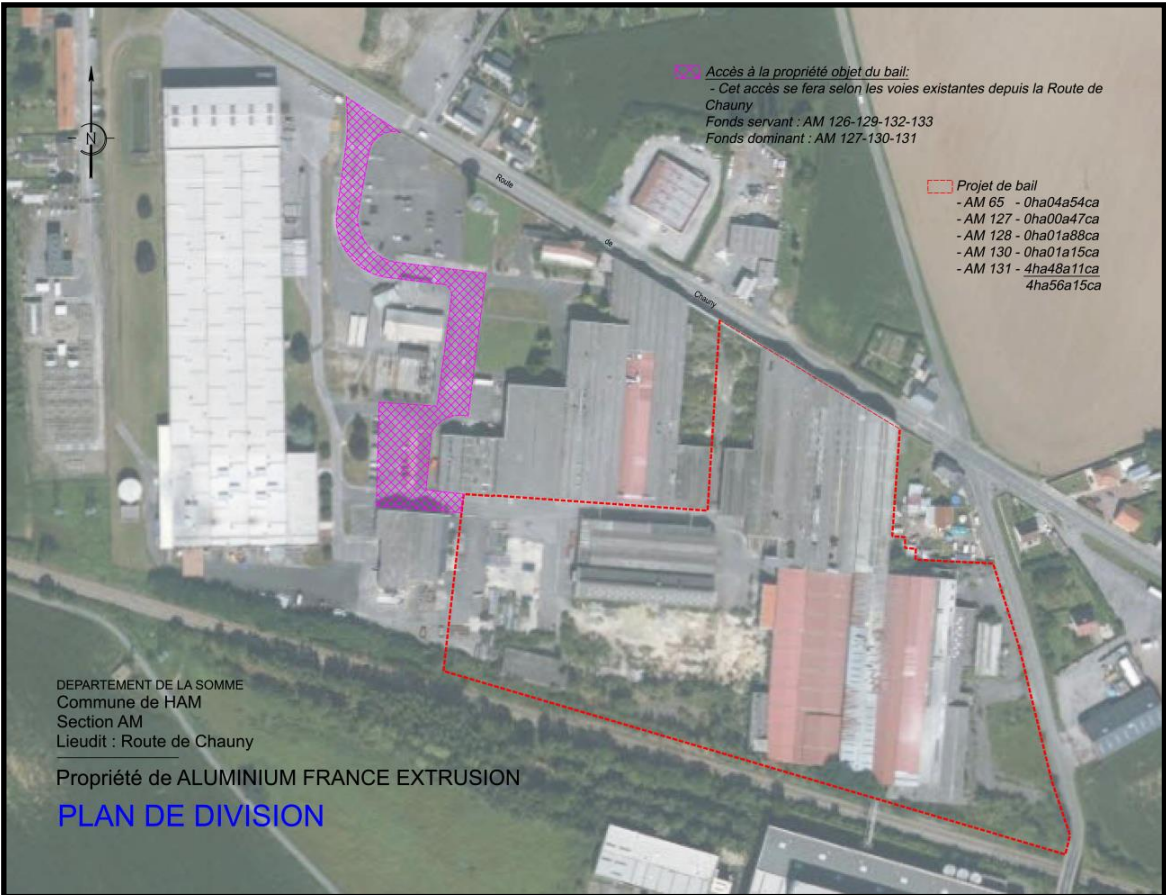 Accès à la propriété objet du bail:
- Cet accès se fera selon les voies existantes depuis la Route de
Chauny
Fonds servant : AM 126-129-132-133
Fonds dominant : AM 127-130-131
N
Projet de bail
- AM 65 - 0ha04a54ca
- AM 127 - 0ha00a47ca
- AM 128 - 0ha01a88ca
- AM 130 - 0ha01a15ca
- AM 131 - 4ha48a11ca
4ha56a15ca
Route
de
Chauny
DEPARTEMENT DE LA SOMME
Commune de HAM
Section AM
Lieudit : Route de Chauny
Propriété de ALUMINIUM FRANCE EXTRUSION
PLAN DE DIVISION